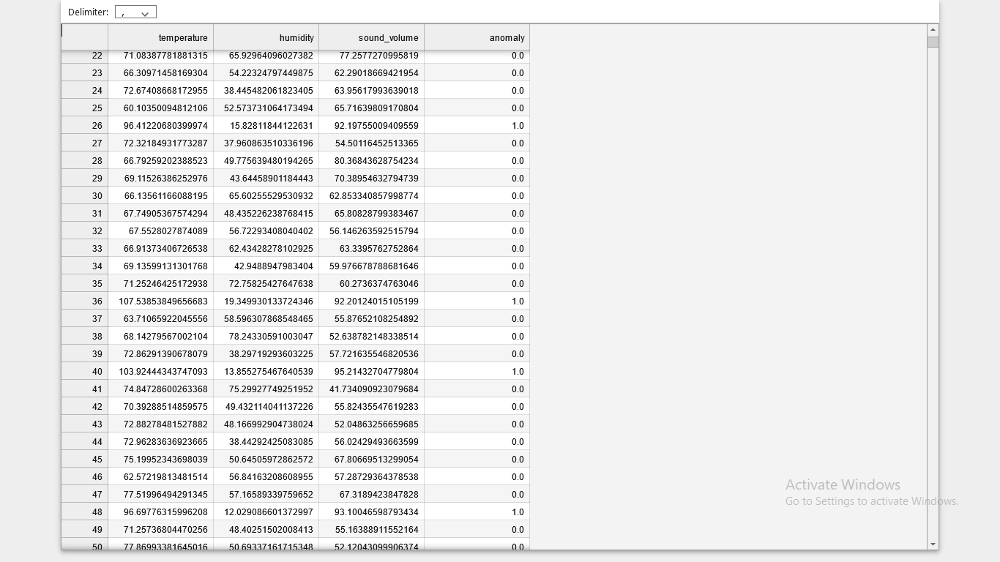 Delimiter: ,
temperature humidity sound_volume anomaly
22 71.08387781881315 65.92964096027382 77.2577270995819 0.0
23 66.30971458169304 54.22324797449875 62.29018669421954 0.0
24 72.67408668172955 38.445482061823405 63.95617993639018 0.0
25 60.10350094812106 52.573731064173494 65.71639809170804 0.0
26 96.41220680399974 15.82811844122631 92.19755009409559 1.0
27 72.32184931773287 37.960863510336196 54.50116452513365 0.0
28 66.79259202388523 49.775639480194265 80.36843628754234 0.0
29 69.11526386252976 43.64458901184443 70.38954632794739 0.0
30 66.13561166088195 65.60255529530932 62.853340857998774 0.0
31 67.74905367574294 48.435226238768415 65.80828799383467 0.0
32 67.5528027874089 56.72293408040402 56.146263592515794 0.0
33 66.91373406726538 62.43428278102925 63.3395762752864 0.0
34 69.13599131301768 42.9488947983404 59.976678788681646 0.0
35 71.25246425172938 72.75825427647638 60.2736374763046 0.0
36 107.53853849656683 19.349930133724346 92.20124015105199 1.0
37 63.71065922045556 58.596307868548465 55.87652108254892 0.0
38 68.14279567002104 78.24330591003047 52.638782148338514 0.0
39 72.86291390678079 38.29719293603225 57.721635546820536 0.0
40 103.92444343747093 13.855275467640539 95.21432704779804 1.0
41 74.84728600263368 75.29927749251952 41.734090923079684 0.0
42 70.39288514859575 49.432114041137226 55.82435547619283 0.0
43 72.88278481527882 48.166992904738024 52.04863256659685 0.0
44 72.96283636923665 38.44292425083085 56.02429493663599 0.0
45 75.19952343698039 50.64505972862572 67.80669513299054 0.0
46 62.57219813481514 56.84163208608955 57.28729364378538 0.0
47 77.51996494291345 57.16589339759652 67.3189423847828 0.0
48 96.69776315996208 12.029086601372997 93.10046598793434 1.0
49 71.25736804470256 48.40251502008413 55.16388911552164 0.0
50 77.86993381645016 50.69337161715348 52.12043099906374 0.0
Activate Windows
Go to Settings to activate Windows.